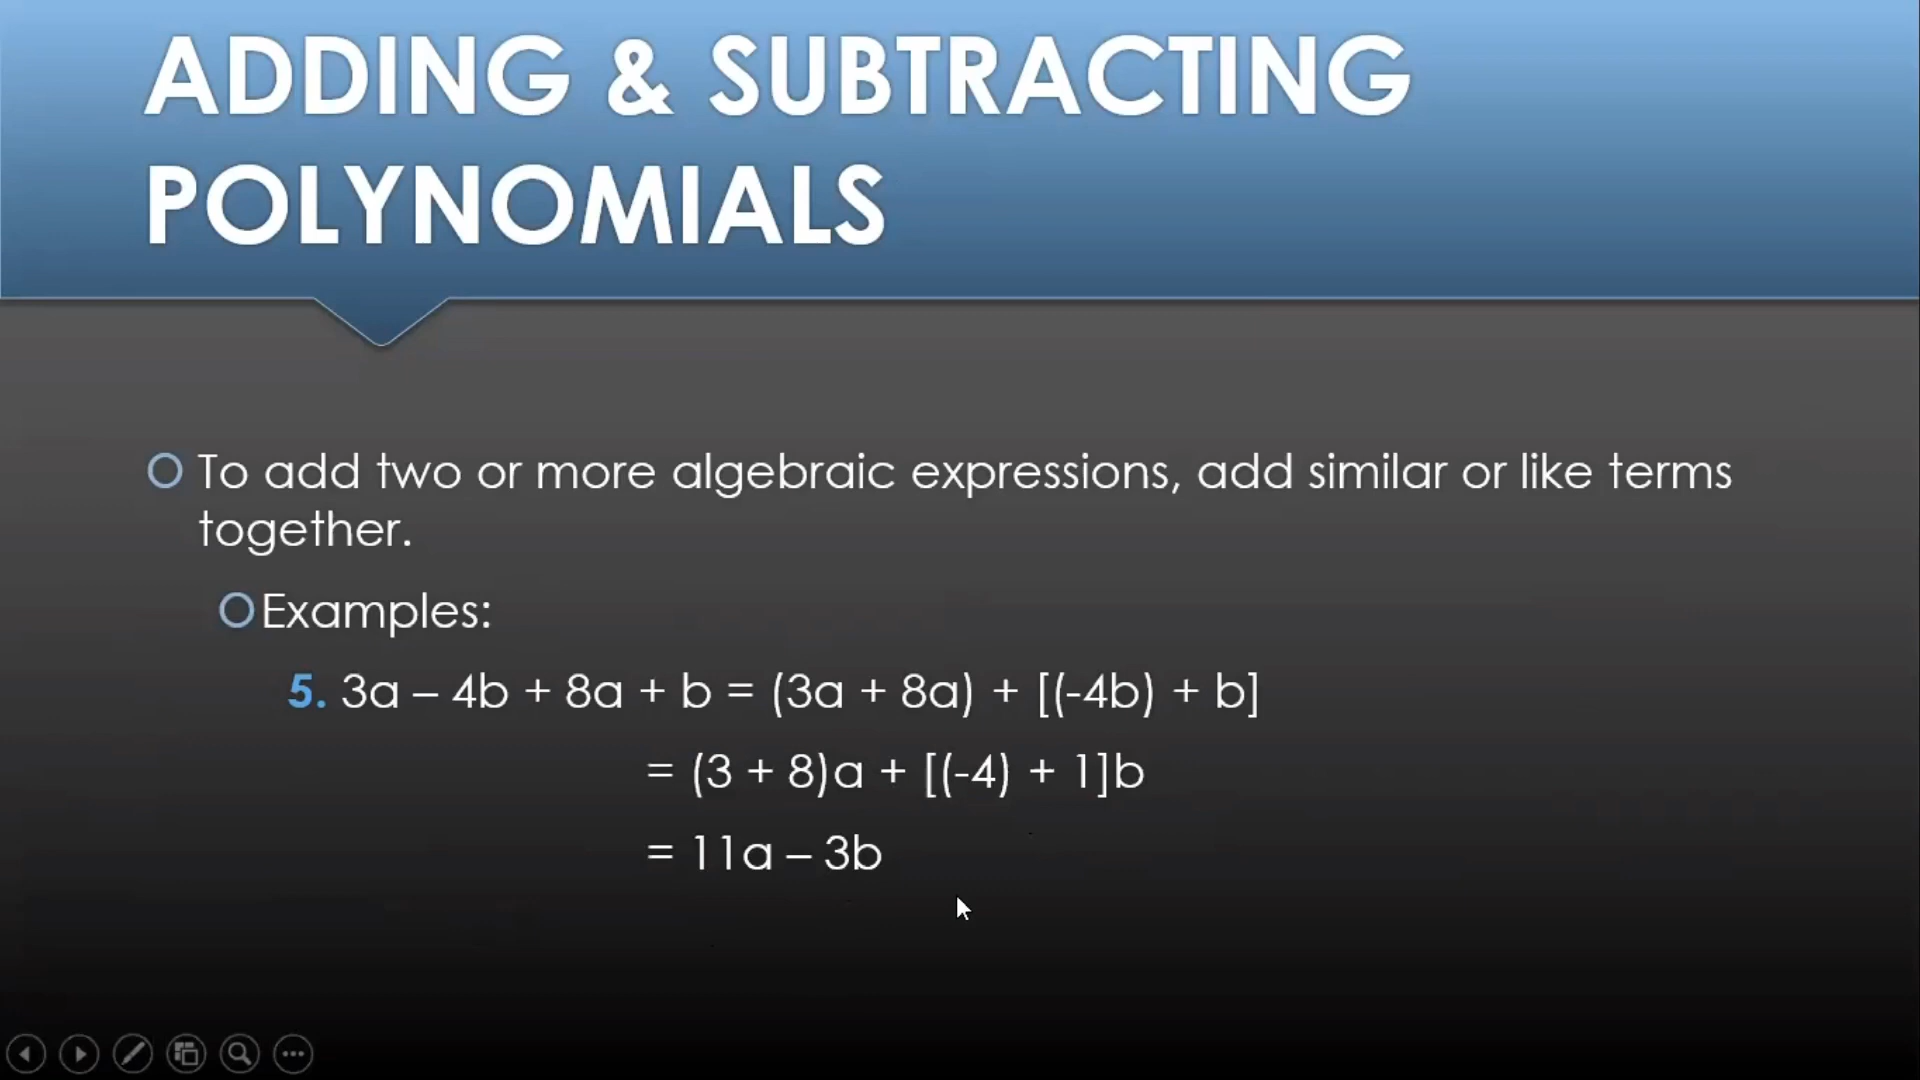 ADDING & SUBTRACTING
POLYNOMIALS
To add two or more algebraic expressions, add similar or like terms
together.
Examples:
5. 3a – 4b + 8a + b = (3a + 8a) + [(-4b) + b]
= (3 + 8)a + [(-4) + 1]b
= 11a – 3b